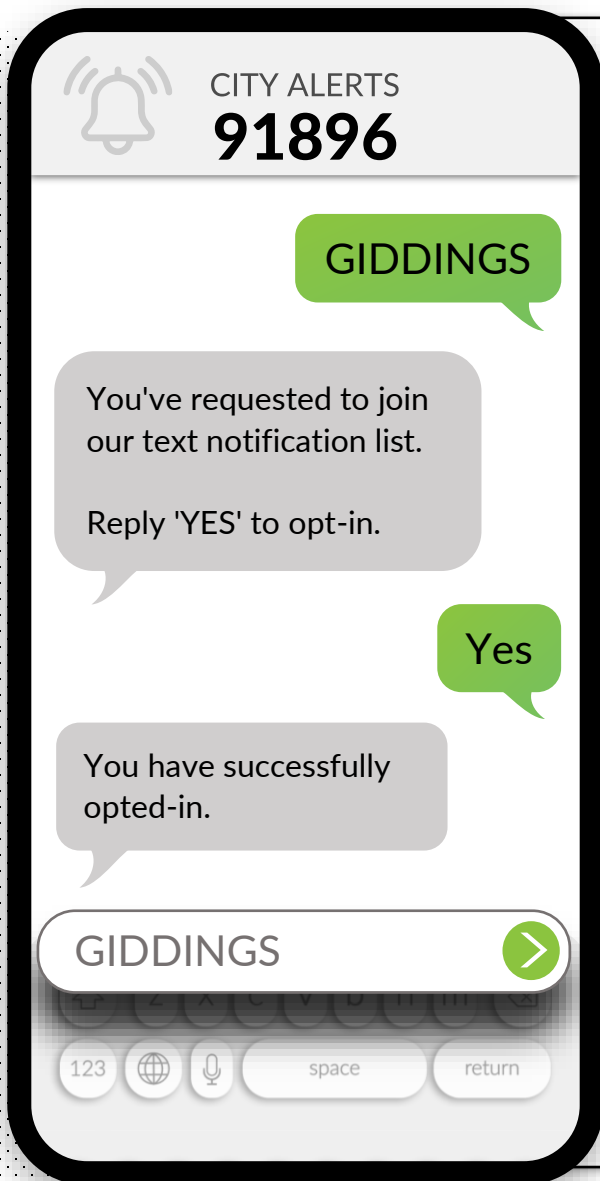 CITY ALERTS
91896
GIDDINGS
You've requested to join
our text notification list.
Reply 'YES' to opt-in.
Yes
You have successfully
opted-in.
GIDDINGS
Z X C V B n m
123 space return